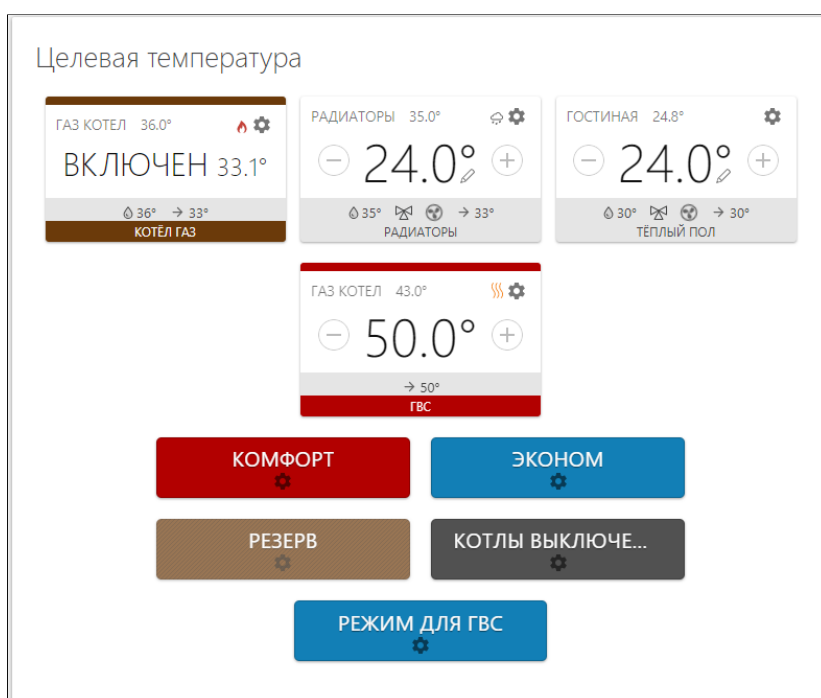 Целевая температура
ГАЗ КОТЕЛ 36.0°
ВКЛЮЧЕН 33.1°
36° → 33°
КОТЁЛ ГАЗ
РАДИАТОРЫ 35.0°
24.0°
35° → 33°
РАДИАТОРЫ
ГОСТИНАЯ 24.8°
24.0°
30° → 30°
ТЁПЛЫЙ ПОЛ
ГАЗ КОТЕЛ 43.0°
50.0°
→ 50°
ГВС
КОМФОРТ
ЭКОНОМ
РЕЗЕРВ
КОТЛЫ ВЫКЛЮЧЕ...
РЕЖИМ ДЛЯ ГВС